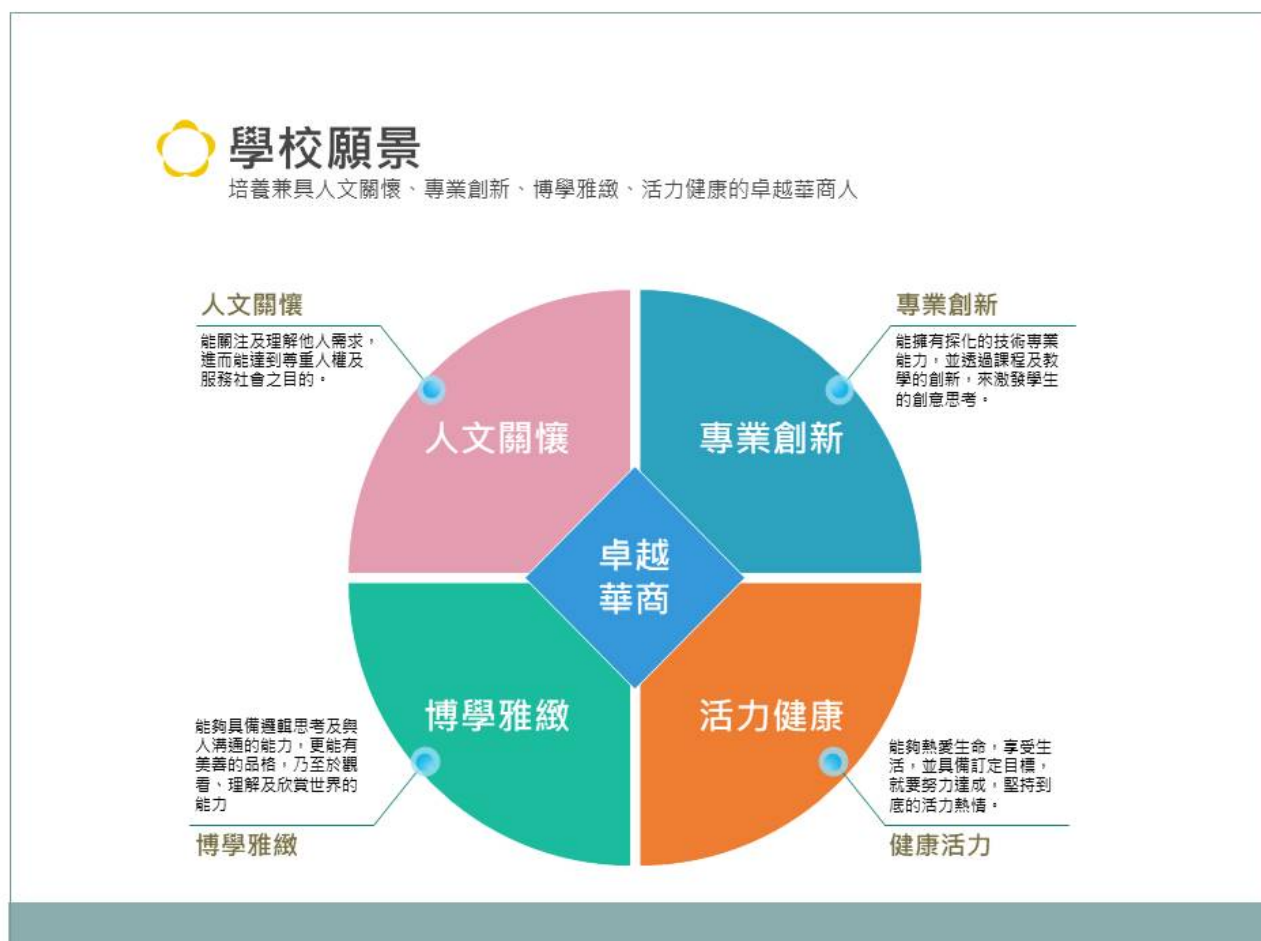 學校願景
培養兼具人文關懷、專業創新、博學雅緻、活力健康的卓越華商人
人文關懷
能關注及理解他人需求，
進而能達到尊重人權及
服務社會之目的。
專業創新
能擁有探化的技術專業
能力，並透過課程及教
學的創新，來激發學生
的創意思考。
人文關懷
專業創新
卓越
華商
博學雅緻
活力健康
能夠具備邏輯思考及與
人溝通的能力，更能有
美善的品格，乃至於觀
看、理解及欣賞世界的
能力
博學雅緻
能夠熱愛生命，享受生
活，並具備訂定目標，
就要努力達成，堅持到
底的活力熱情。
健康活力